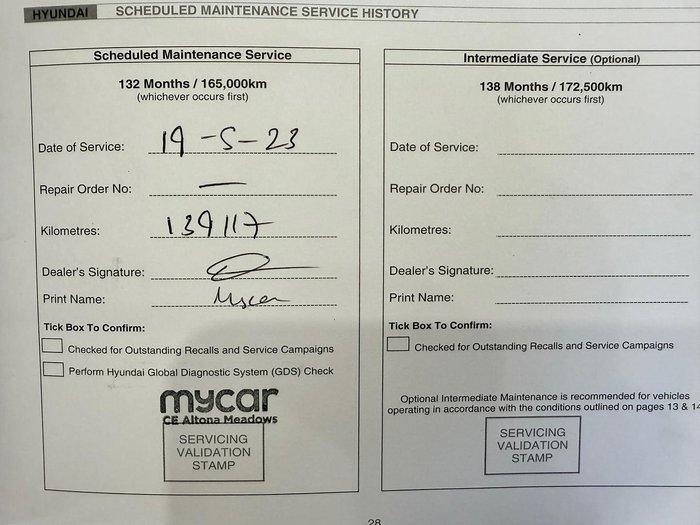 HYUNDAI SCHEDULED MAINTENANCE SERVICE HISTORY
Scheduled Maintenance Service
132 Months / 165,000km
(whichever occurs first)
Date of Service: 19-5-23
Repair Order No: —
Kilometres: 139117
Dealer's Signature:
Print Name: Mycar
Tick Box To Confirm:
Checked for Outstanding Recalls and Service Campaigns
Perform Hyundai Global Diagnostic System (GDS) Check
mycar
CE Altona Meadows
SERVICING
VALIDATION
STAMP
Intermediate Service (Optional)
138 Months / 172,500km
(whichever occurs first)
Date of Service:
Repair Order No:
Kilometres:
Dealer's Signature:
Print Name:
Tick Box To Confirm:
Checked for Outstanding Recalls and Service Campaigns
Optional Intermediate Maintenance is recommended for vehicles
operating in accordance with the conditions outlined on pages 13 & 14
SERVICING
VALIDATION
STAMP
28